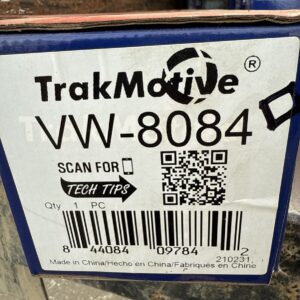 TrakMotive®
VW-8084
SCAN FOR
TECH TIPS
Qty 1 PC
8 44084 09784 2
210231
Made in China/Hecho en China/Fabriqués en Chine